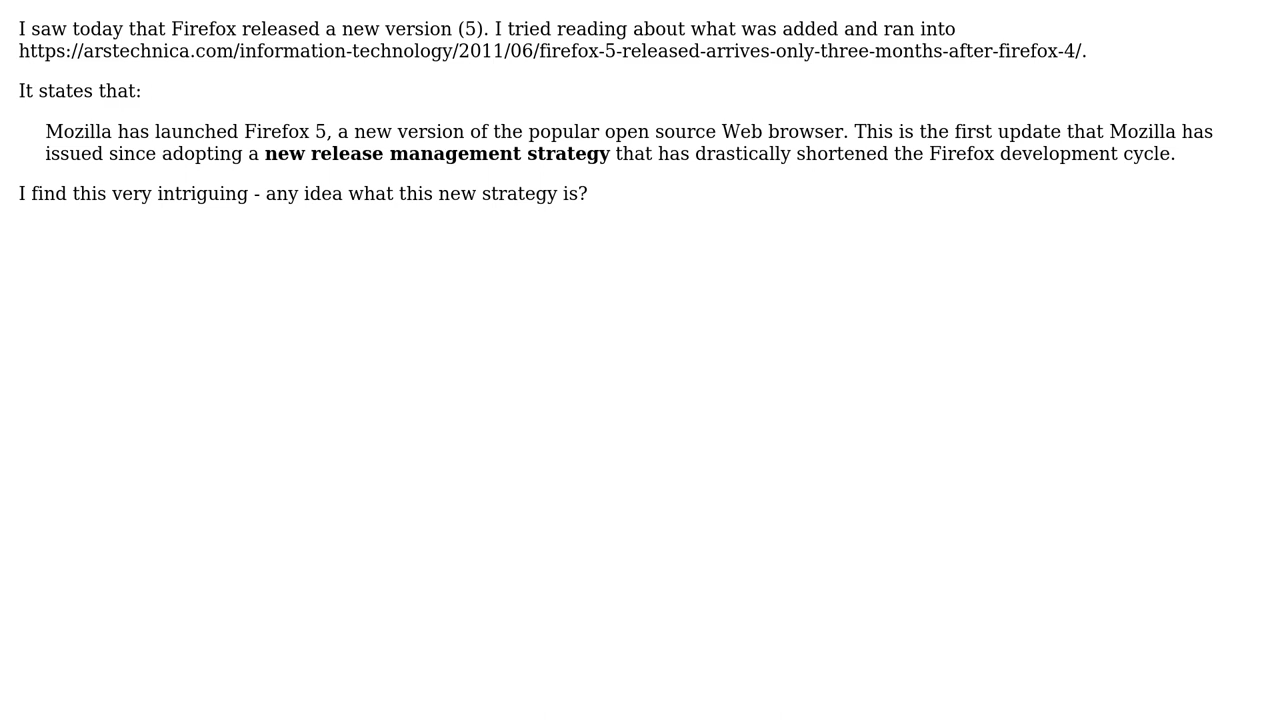 I saw today that Firefox released a new version (5). I tried reading about what was added and ran into
https://arstechnica.com/information-technology/2011/06/firefox-5-released-arrives-only-three-months-after-firefox-4/.
It states that:
Mozilla has launched Firefox 5, a new version of the popular open source Web browser. This is the first update that Mozilla has
issued since adopting a new release management strategy that has drastically shortened the Firefox development cycle.
I find this very intriguing - any idea what this new strategy is?